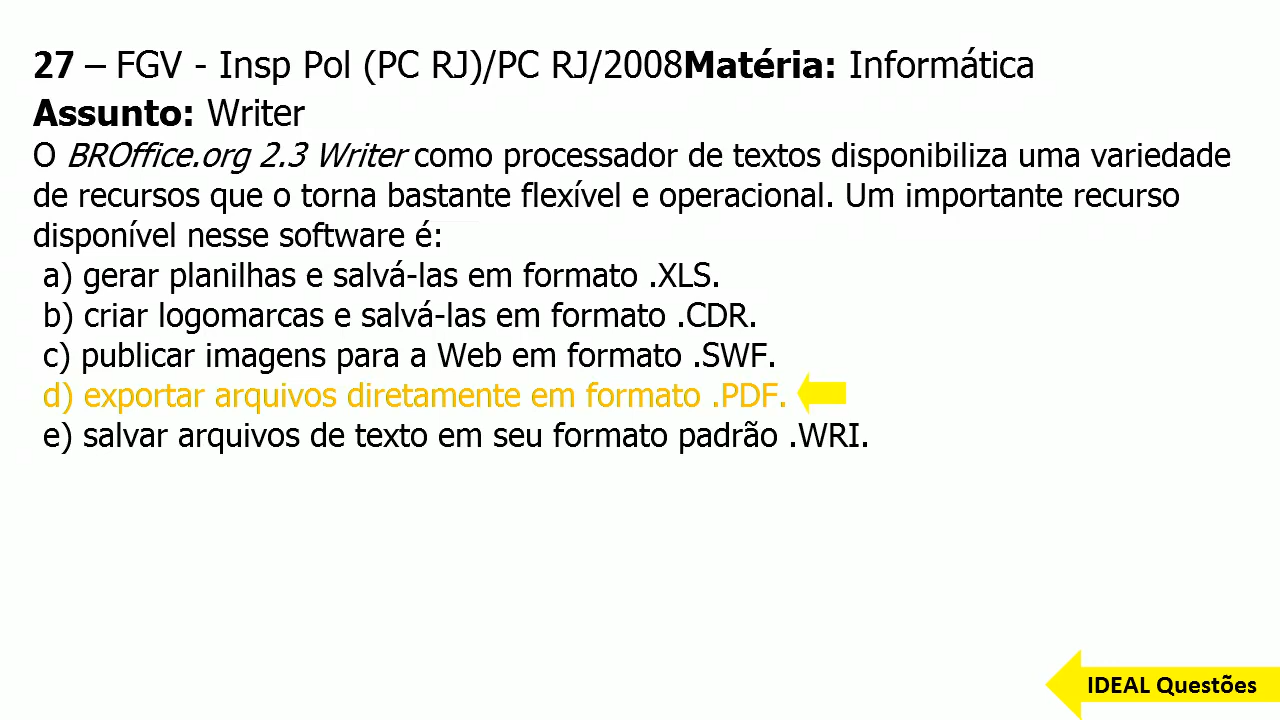 27 – FGV - Insp Pol (PC RJ)/PC RJ/2008Matéria: Informática
Assunto: Writer
O BROffice.org 2.3 Writer como processador de textos disponibiliza uma variedade
de recursos que o torna bastante flexível e operacional. Um importante recurso
disponível nesse software é:
a) gerar planilhas e salvá-las em formato .XLS.
b) criar logomarcas e salvá-las em formato .CDR.
c) publicar imagens para a Web em formato .SWF.
d) exportar arquivos diretamente em formato .PDF.
e) salvar arquivos de texto em seu formato padrão .WRI.
IDEAL Questões